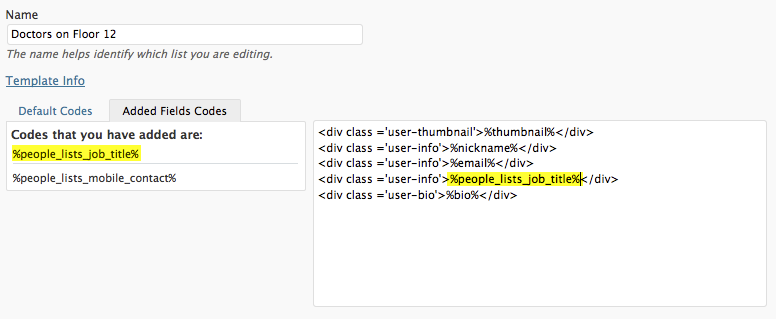 Name
Doctors on Floor 12
The name helps identify which list you are editing.
Template Info
Default Codes
Added Fields Codes
Codes that you have added are:
%people_lists_job_title%
%people_lists_mobile_contact%
<div class ='user-thumbnail'>%thumbnail%</div>
<div class ='user-info'>%nickname%</div>
<div class ='user-info'>%email%</div>
<div class ='user-info'>%people_lists_job_title%</div>
<div class ='user-bio'>%bio%</div>